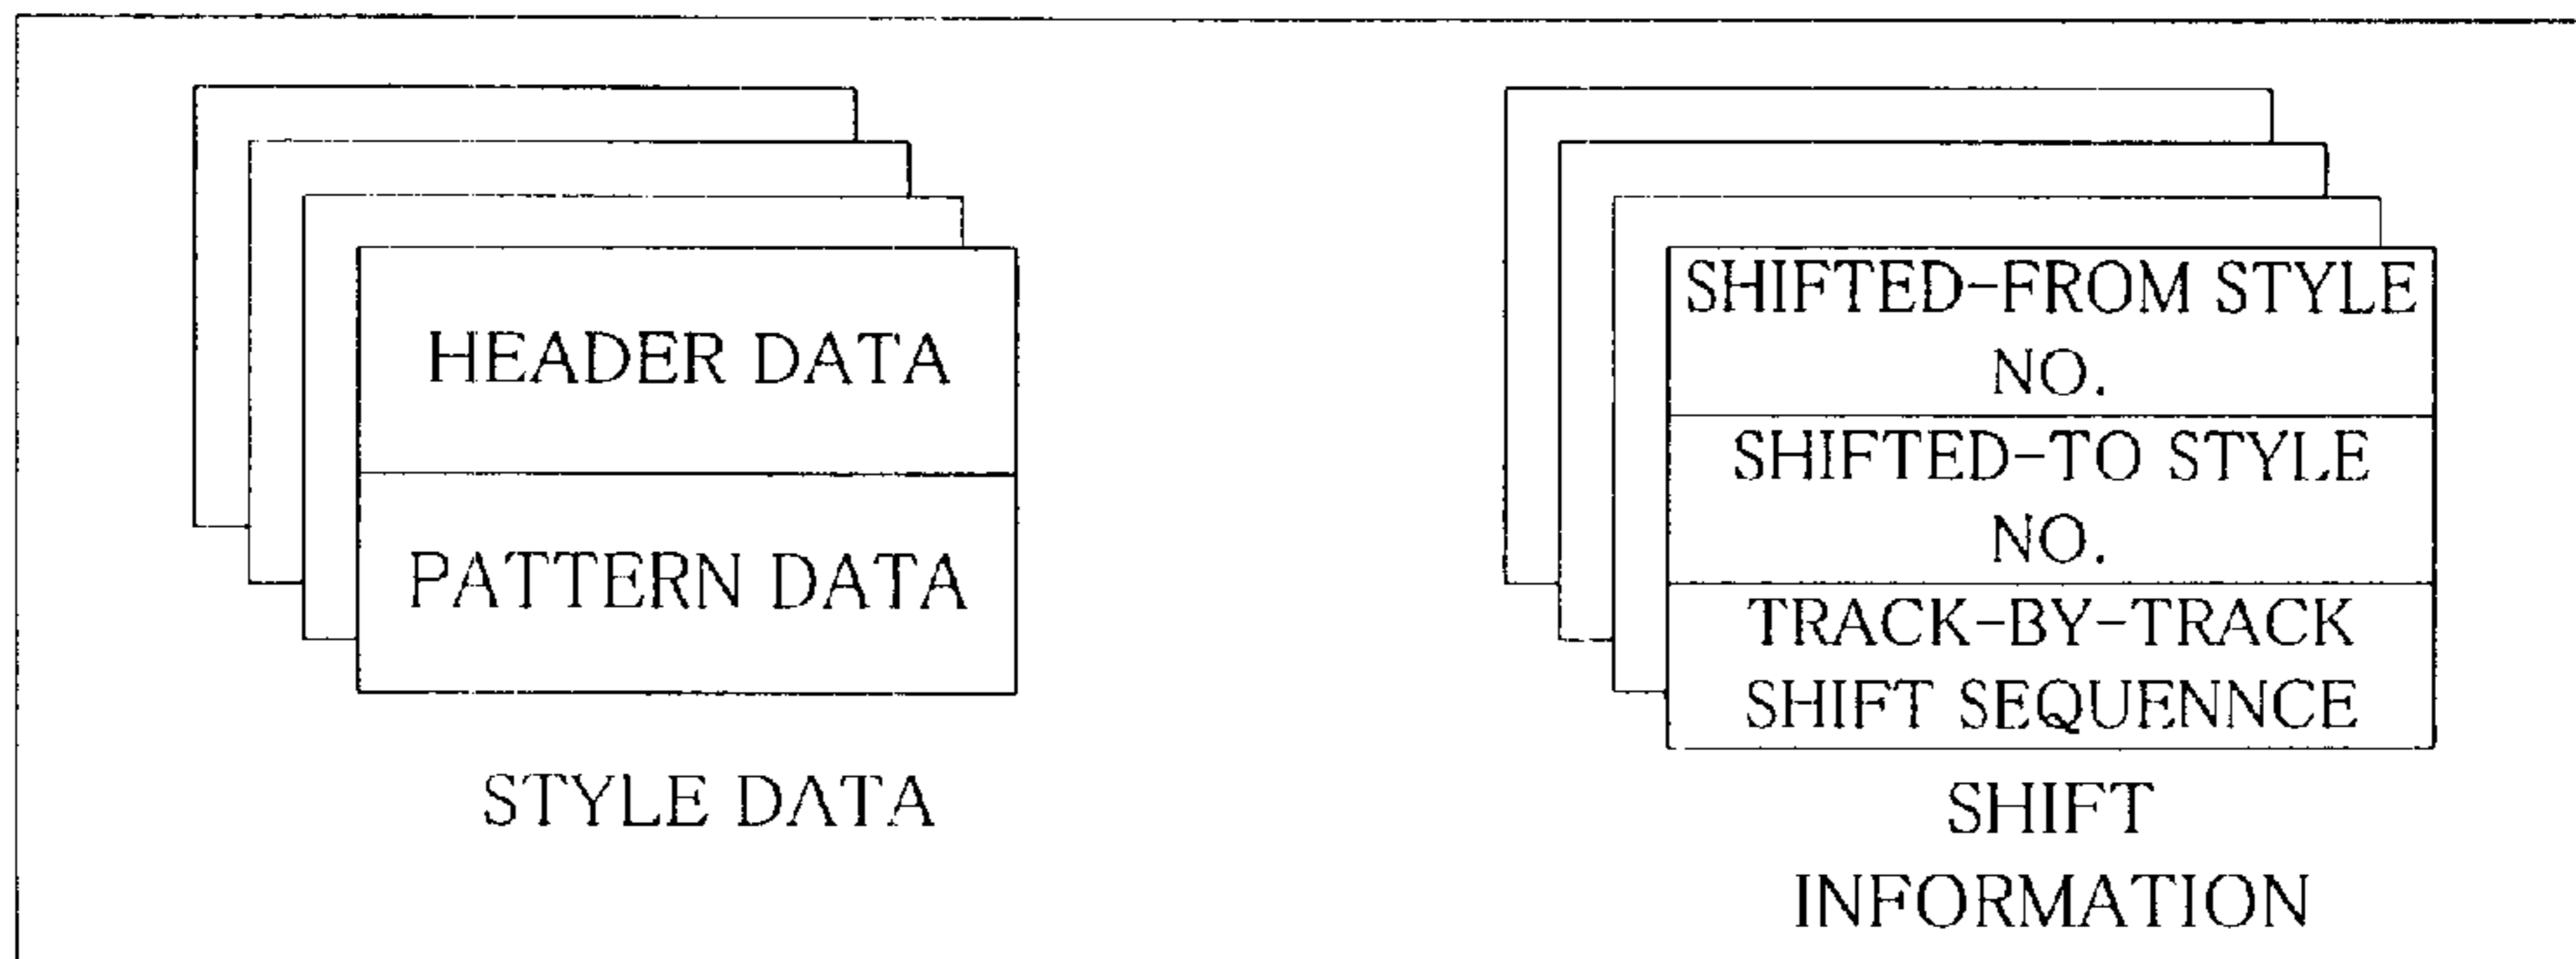 HEADER DATA
PATTERN DATA
STYLE DATA
SHIFTED-FROM STYLE
NO.
SHIFTED-TO STYLE
NO.
TRACK-BY-TRACK
SHIFT SEQUENNCE
SHIFT
INFORMATION